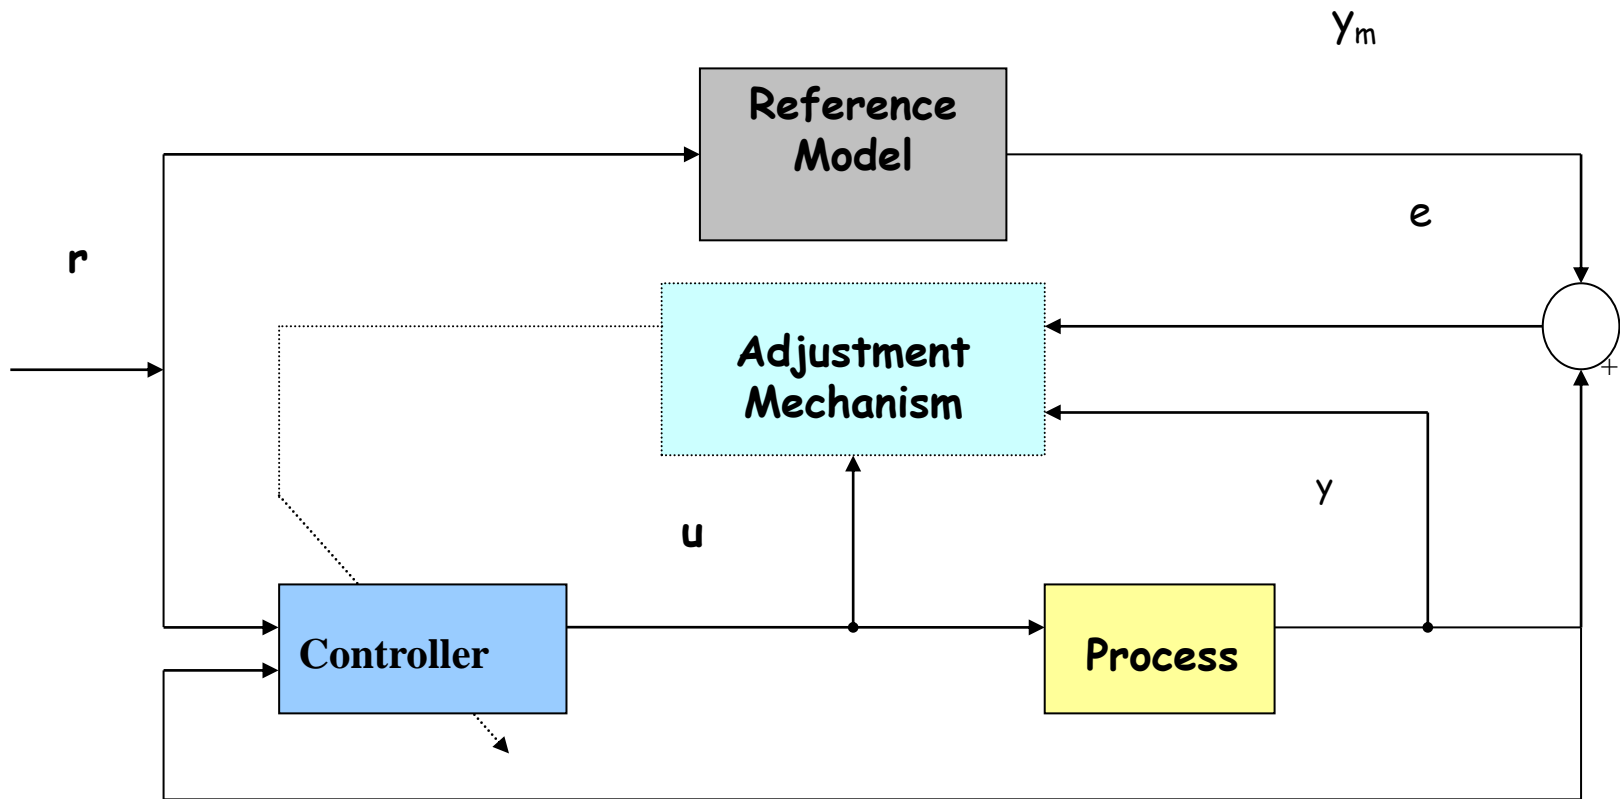 ym
Reference
Model
e
r
Adjustment
Mechanism
+
y
u
Controller
Process